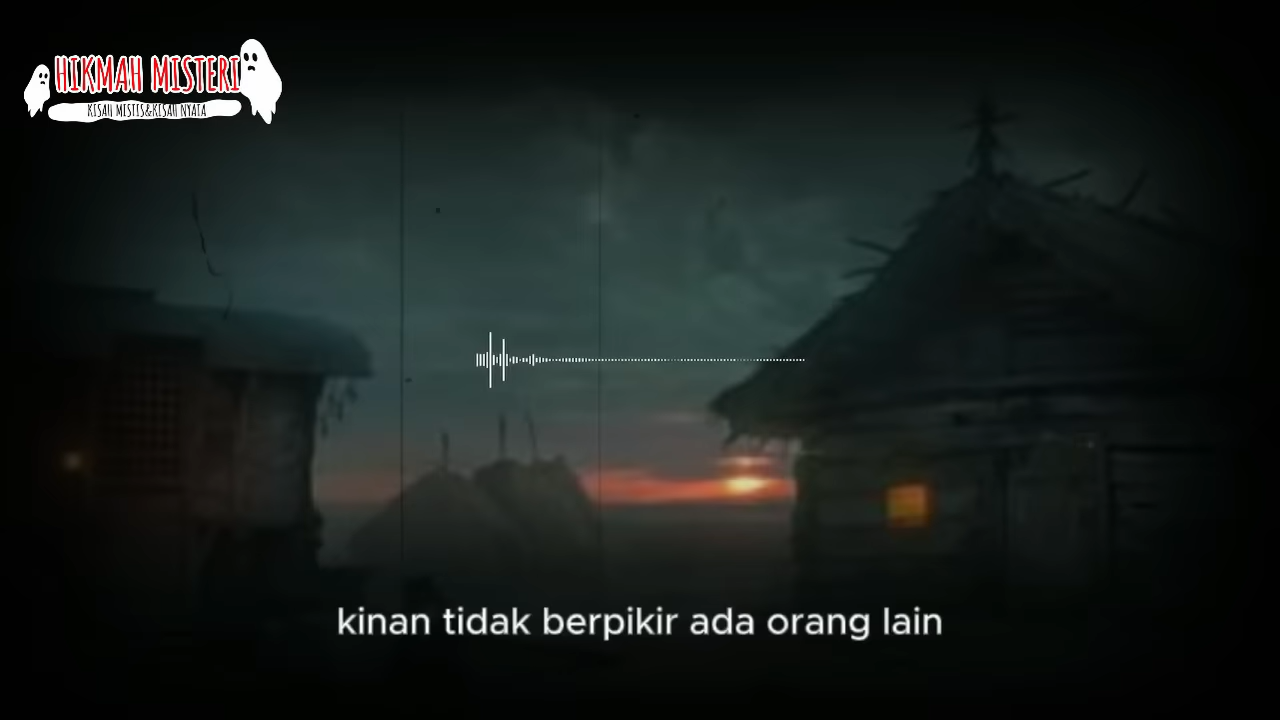 HIKMAH MISTERI
KISAH MISTIS&KISAH NYATA
kinan tidak berpikir ada orang lain